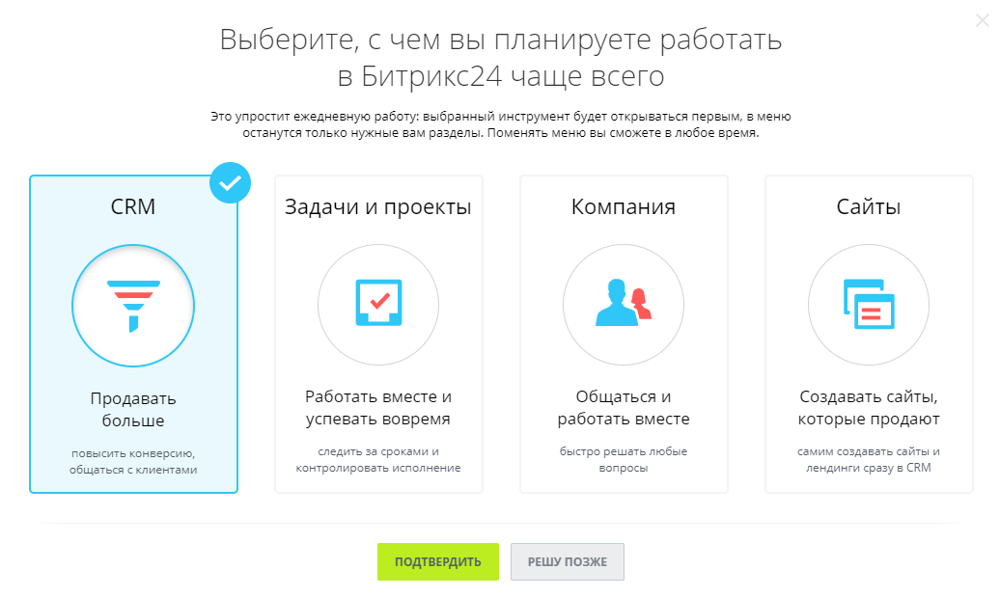 Выберите, с чем вы планируете работать
в Битрикс24 чаще всего
Это упростит ежедневную работу: выбранный инструмент будет открываться первым, в меню
останутся только нужные вам разделы. Поменять меню вы сможете в любое время.
CRM
Продавать
больше
повысить конверсию,
общаться с клиентами
Задачи и проекты
Работать вместе и
успевать вовремя
следить за сроками и
контролировать исполнение
Компания
Общаться и
работать вместе
быстро решать любые
вопросы
Сайты
Создавать сайты,
которые продают
самим создавать сайты и
лендинги сразу в CRM
ПОДТВЕРДИТЬ
РЕШУ ПОЗЖЕ